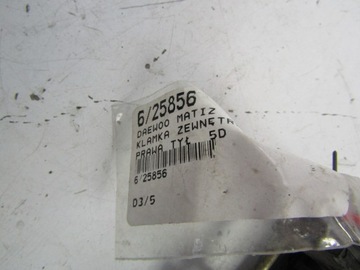 6/25856
DAEWOO MATIZ
KLAMKA ZEWNĘTR
PRAWA TYŁ 5D
6/25856
D3/5